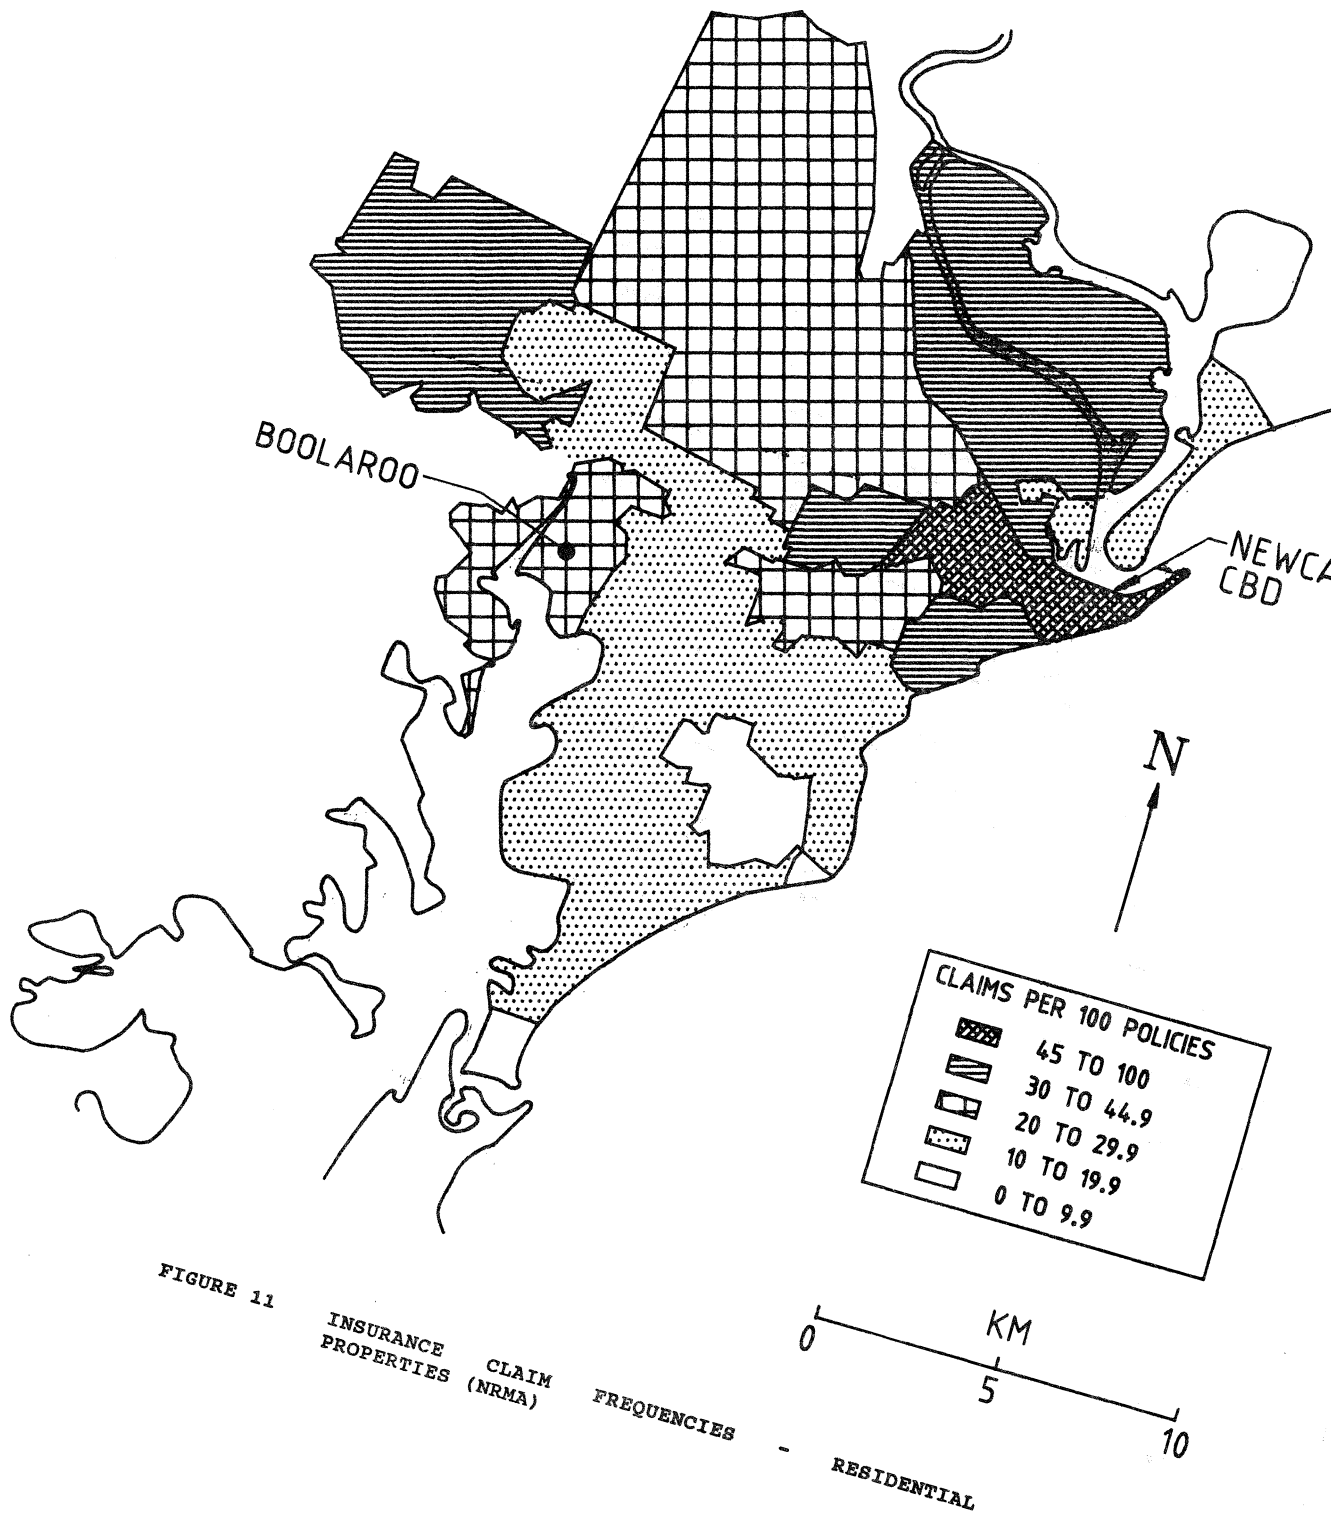 BOOLAROO
NEWCA
CBD
N
CLAIMS PER 100 POLICIES
45 TO 100
30 TO 44.9
20 TO 29.9
10 TO 19.9
0 TO 9.9
KM
0 5 10
FIGURE 11 INSURANCE CLAIM FREQUENCIES - RESIDENTIAL
PROPERTIES (NRMA)